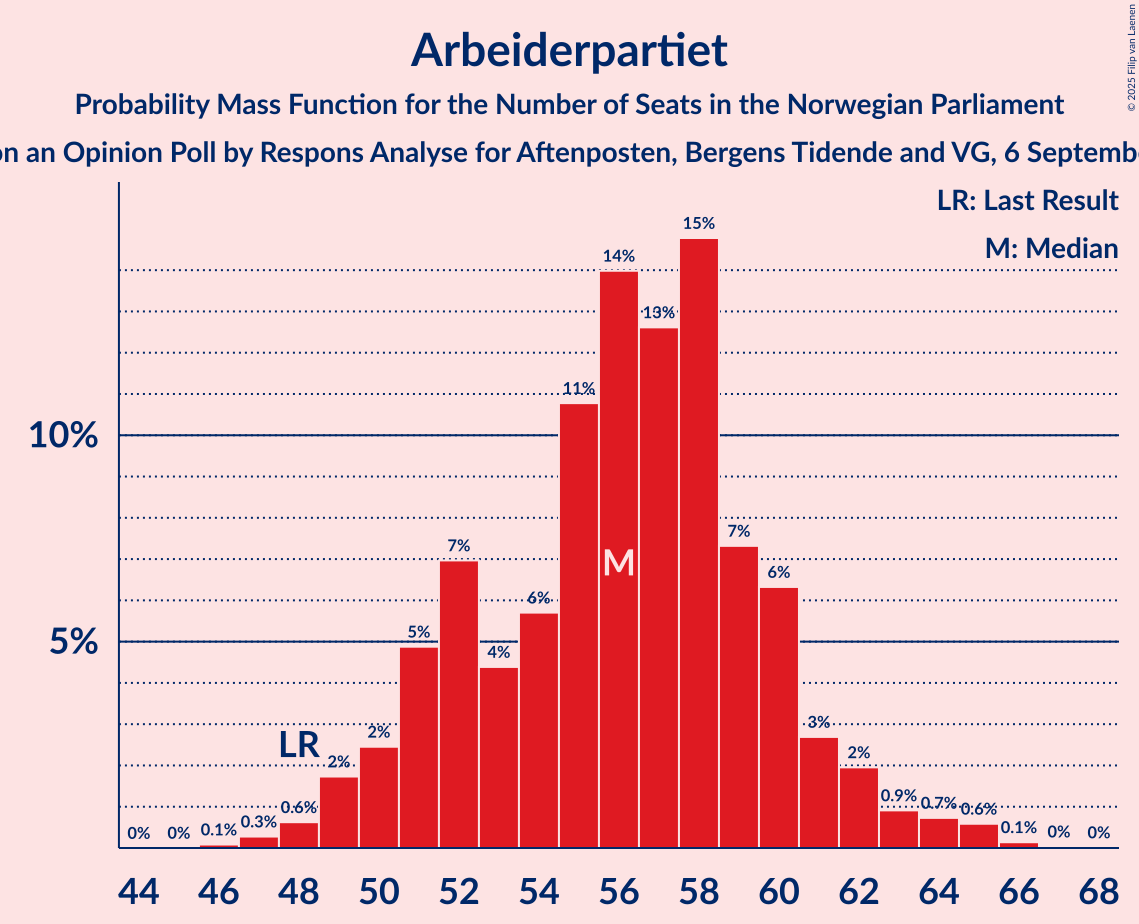 Arbeiderpartiet
Probability Mass Function for the Number of Seats in the Norwegian Parliament
on an Opinion Poll by Respons Analyse for Aftenposten, Bergens Tidende and VG, 6 Septemb
© 2025 Filip van Laenen
LR: Last Result
M: Median
10%
5%
0% 0% 0.1% 0.3% 0.6% 2% 2% 5% 7% 4% 6% 11% 14% 13% 15% 7% 6% 3% 2% 0.9% 0.7% 0.6% 0.1% 0% 0%
LR
M
44 46 48 50 52 54 56 58 60 62 64 66 68